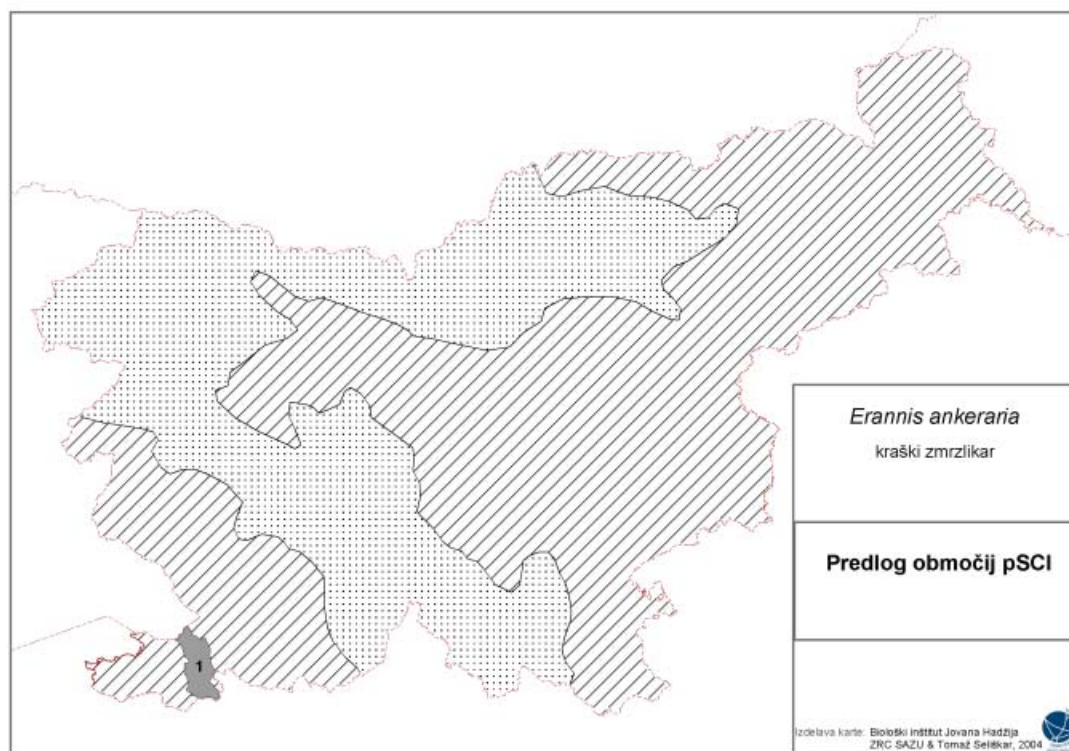 Erannis ankeraria
kraški zmrzlikar
Predlog območij pSCI
1
Izdelava karte: Biološki inštitut Jovana Hadžija
ZRC SAZU & Tomaž Seliškar, 2004